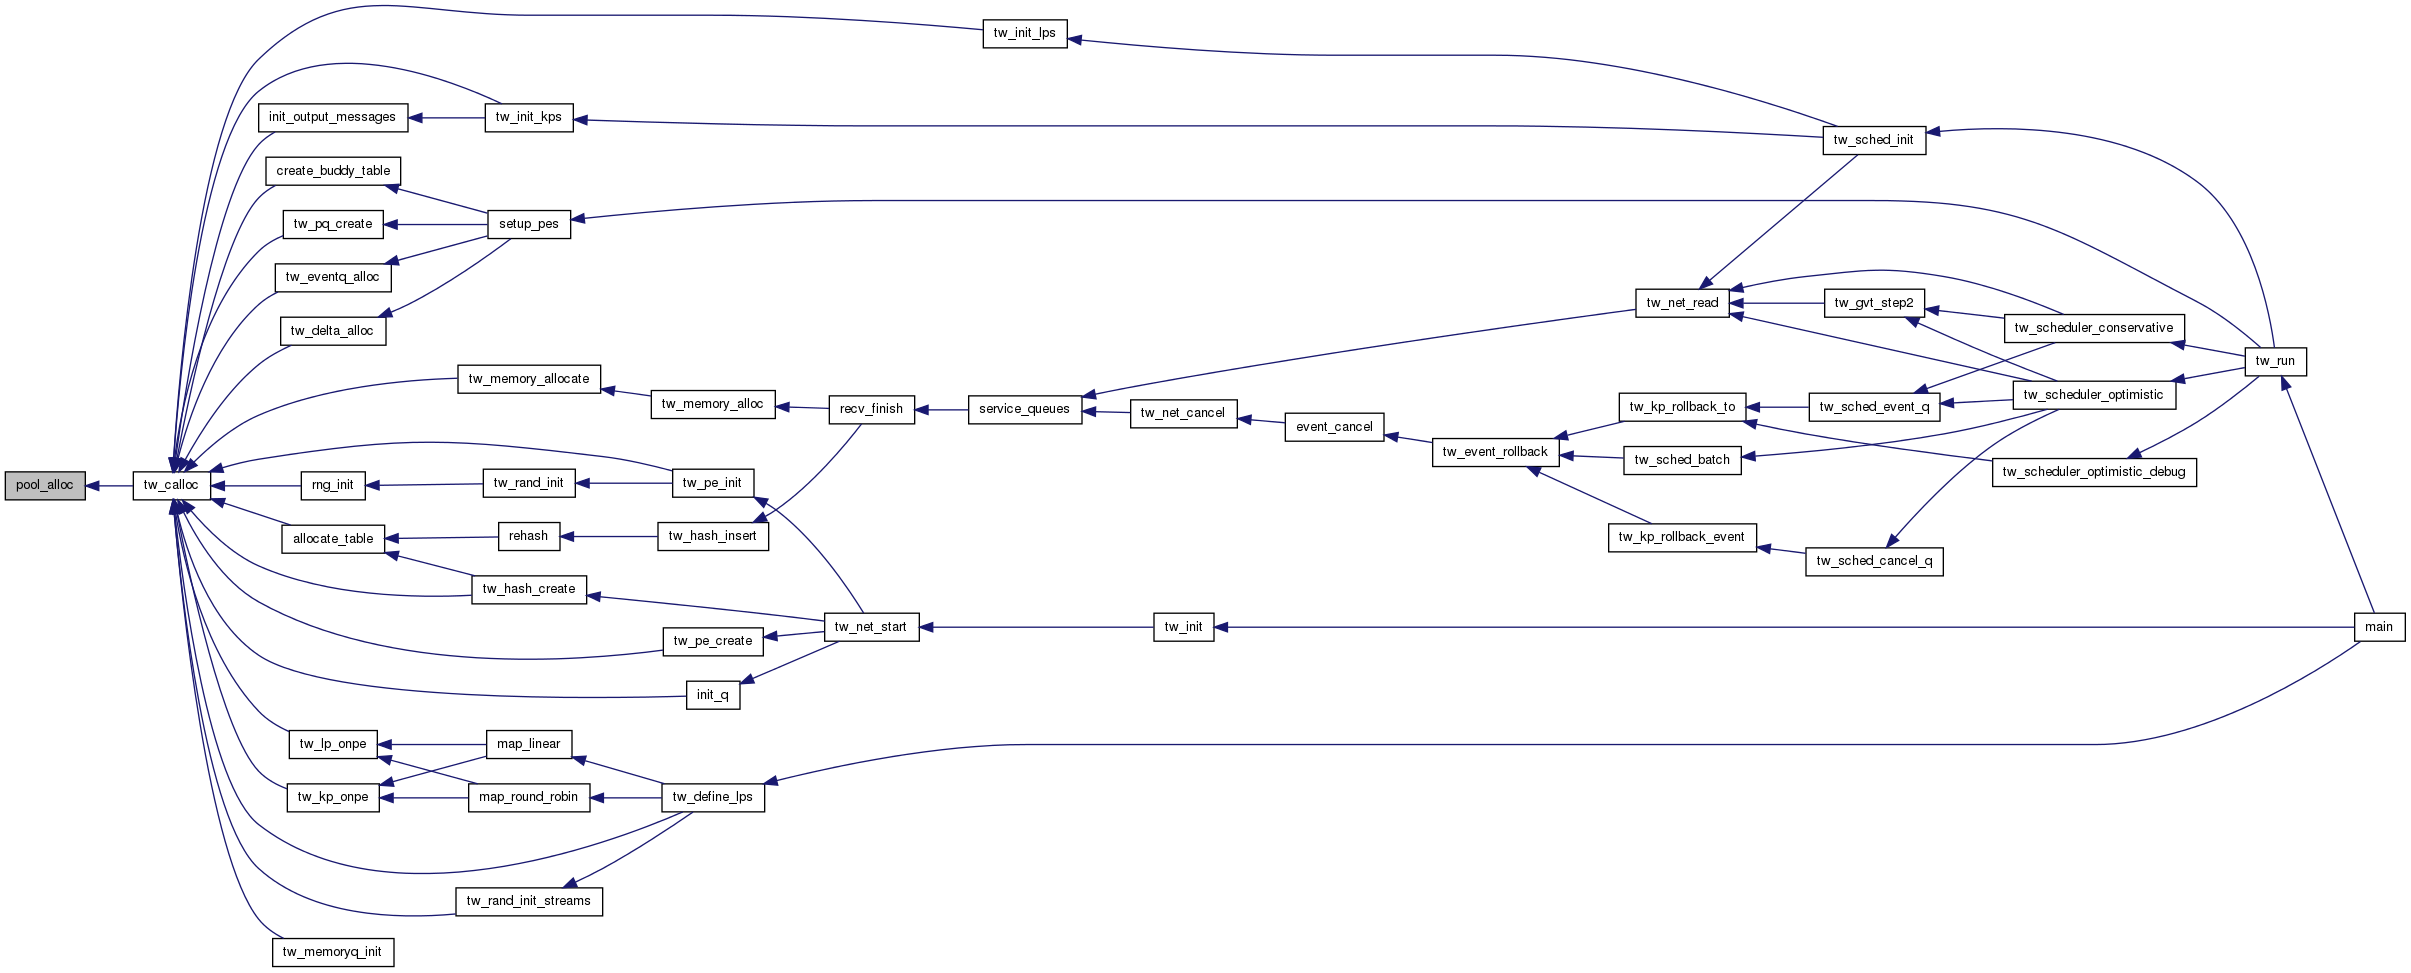 pool_alloc
tw_calloc
tw_init_lps
init_output_messages
tw_init_kps
tw_sched_init
create_buddy_table
tw_pq_create
setup_pes
tw_eventq_alloc
tw_delta_alloc
tw_net_read
tw_gvt_step2
tw_scheduler_conservative
tw_run
tw_memory_allocate
tw_memory_alloc
recv_finish
service_queues
tw_net_cancel
event_cancel
tw_event_rollback
tw_kp_rollback_to
tw_sched_event_q
tw_scheduler_optimistic
tw_sched_batch
tw_scheduler_optimistic_debug
rng_init
tw_rand_init
tw_pe_init
allocate_table
rehash
tw_hash_insert
tw_kp_rollback_event
tw_sched_cancel_q
tw_hash_create
tw_pe_create
tw_net_start
tw_init
main
init_q
tw_lp_onpe
map_linear
tw_kp_onpe
map_round_robin
tw_define_lps
tw_rand_init_streams
tw_memoryq_init